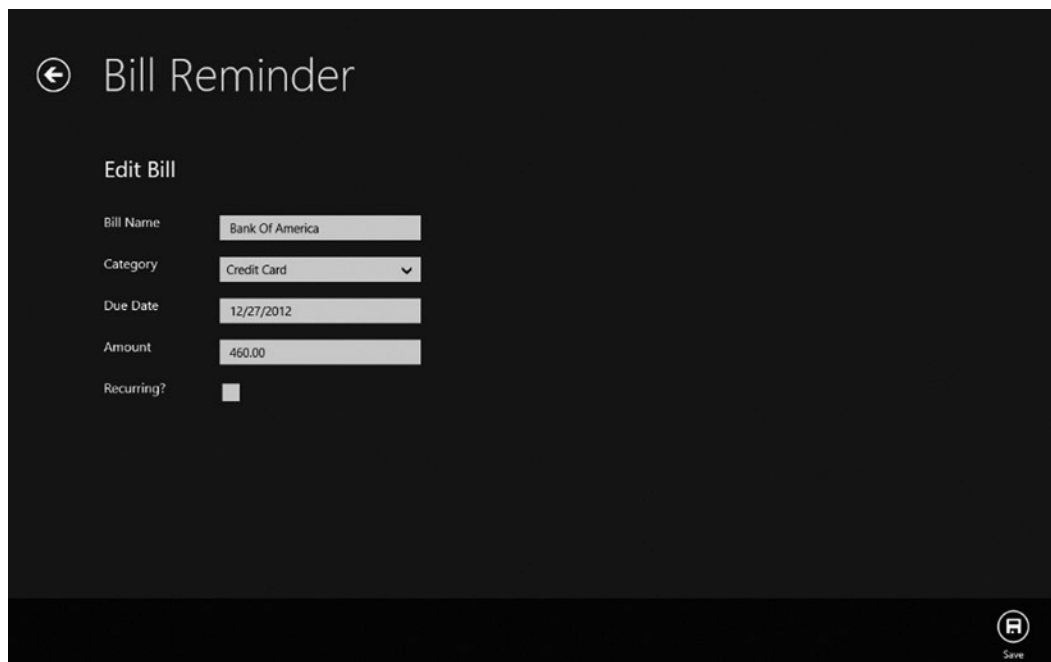 Bill Reminder
Edit Bill
Bill Name Bank Of America
Category Credit Card
Due Date 12/27/2012
Amount 460.00
Recurring?
Save